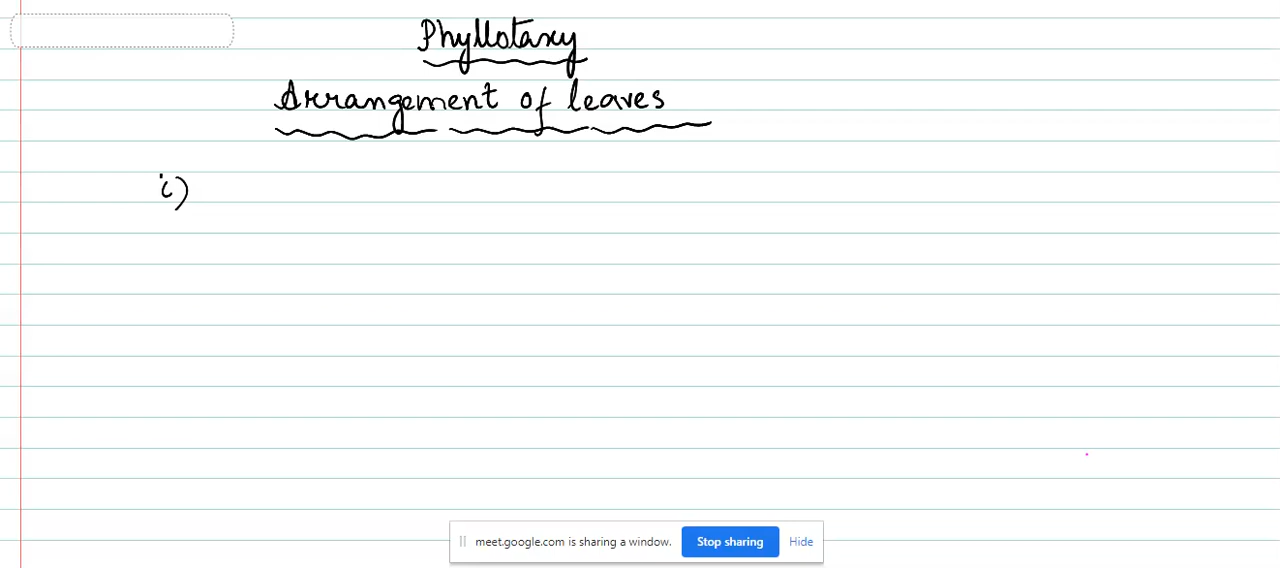 Phyllotaxy
Arrangement of leaves
i)
meet.google.com is sharing a window. Stop sharing Hide